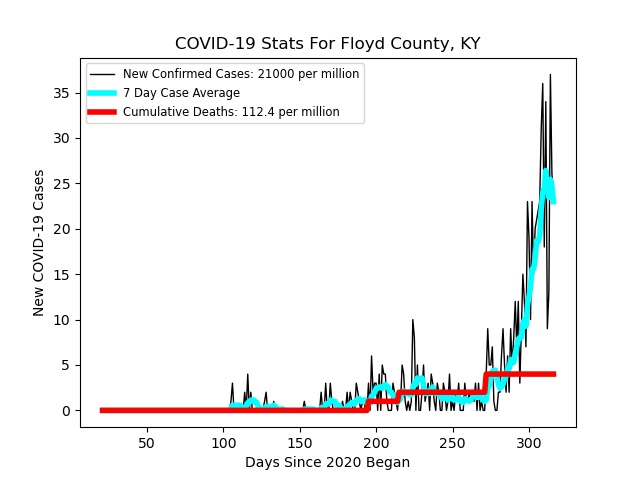 COVID-19 Stats For Floyd County, KY
New Confirmed Cases: 21000 per million
7 Day Case Average
Cumulative Deaths: 112.4 per million
New COVID-19 Cases
35
30
25
20
15
10
5
0
50 100 150 200 250 300
Days Since 2020 Began